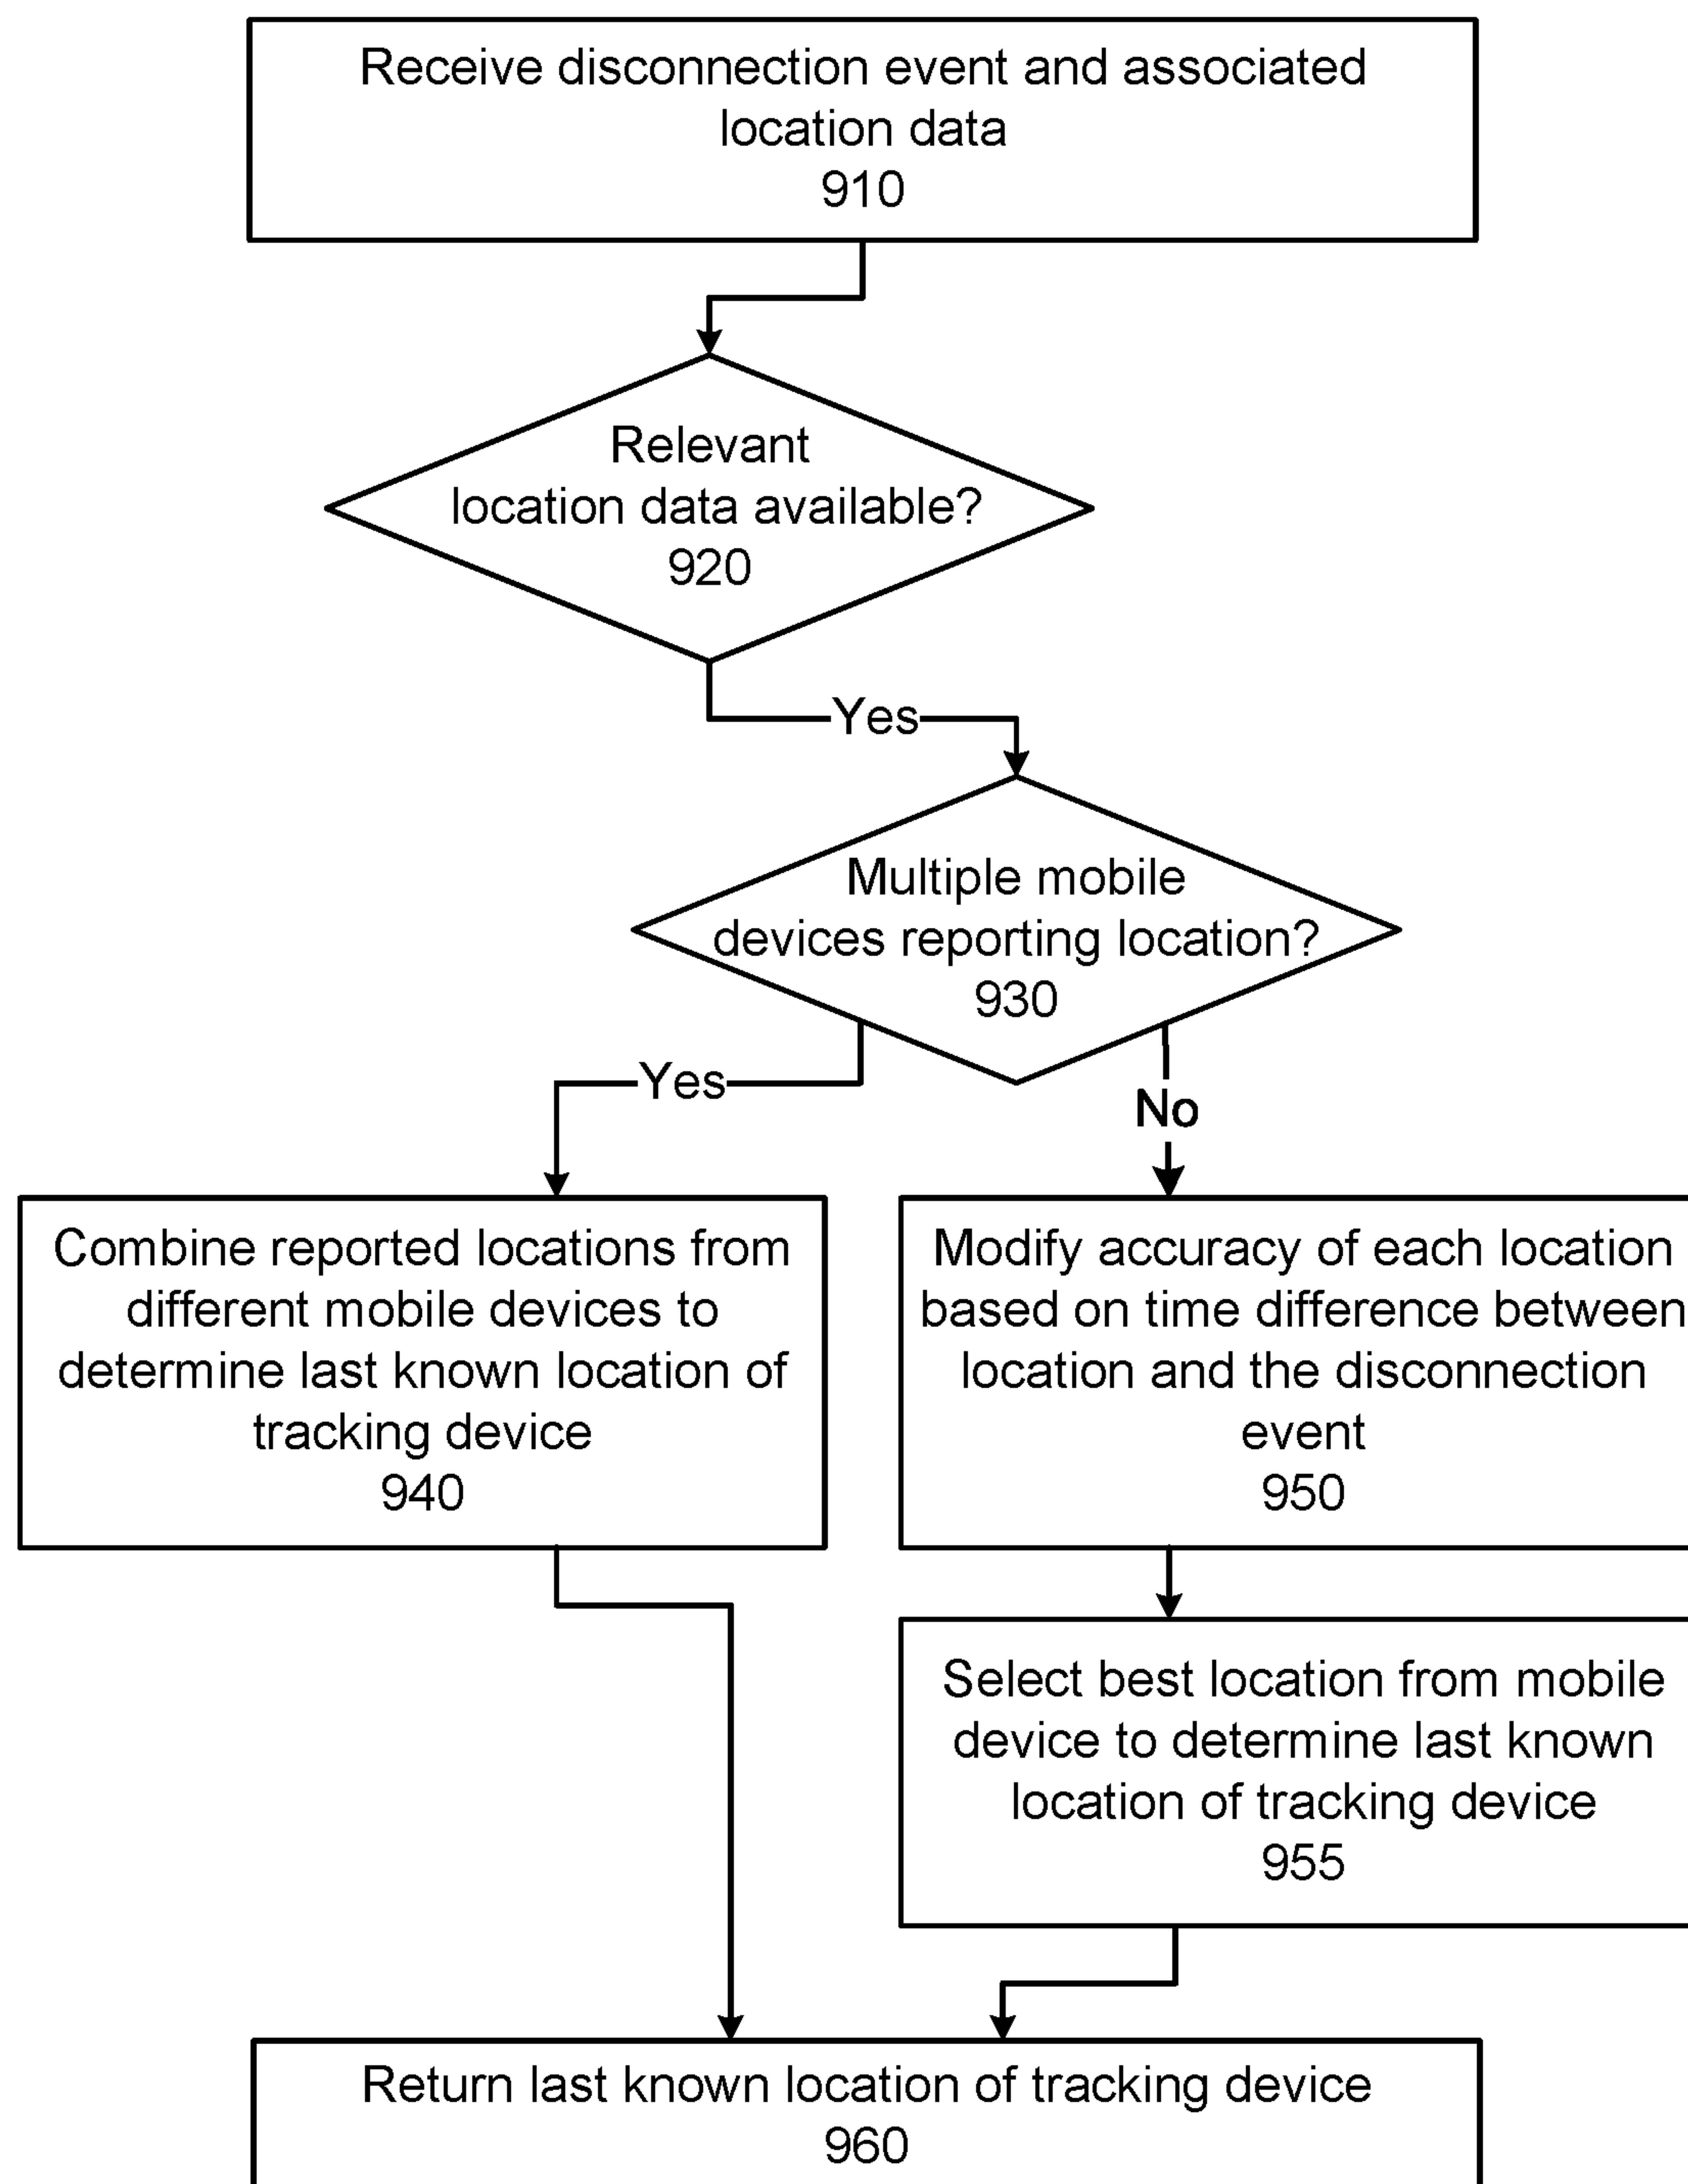 Receive disconnection event and associated
location data
910
Relevant
location data available?
920
Yes
Multiple mobile
devices reporting location?
930
Yes
No
Combine reported locations from
different mobile devices to
determine last known location of
tracking device
940
Modify accuracy of each location
based on time difference between
location and the disconnection
event
950
Select best location from mobile
device to determine last known
location of tracking device
955
Return last known location of tracking device
960